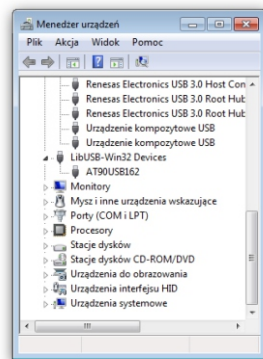 Menedżer urządzeń
Plik Akcja Widok Pomoc
Renesas Electronics USB 3.0 Host Con
Renesas Electronics USB 3.0 Root Hub
Renesas Electronics USB 3.0 Root Hub
Urządzenie kompozytowe USB
Urządzenie kompozytowe USB
LibUSB-Win32 Devices
AT90USB162
Monitory
Mysz i inne urządzenia wskazujące
Porty (COM i LPT)
Procesory
Stacje dysków
Stacje dysków CD-ROM/DVD
Urządzenia do obrazowania
Urządzenia interfejsu HID
Urządzenia systemowe